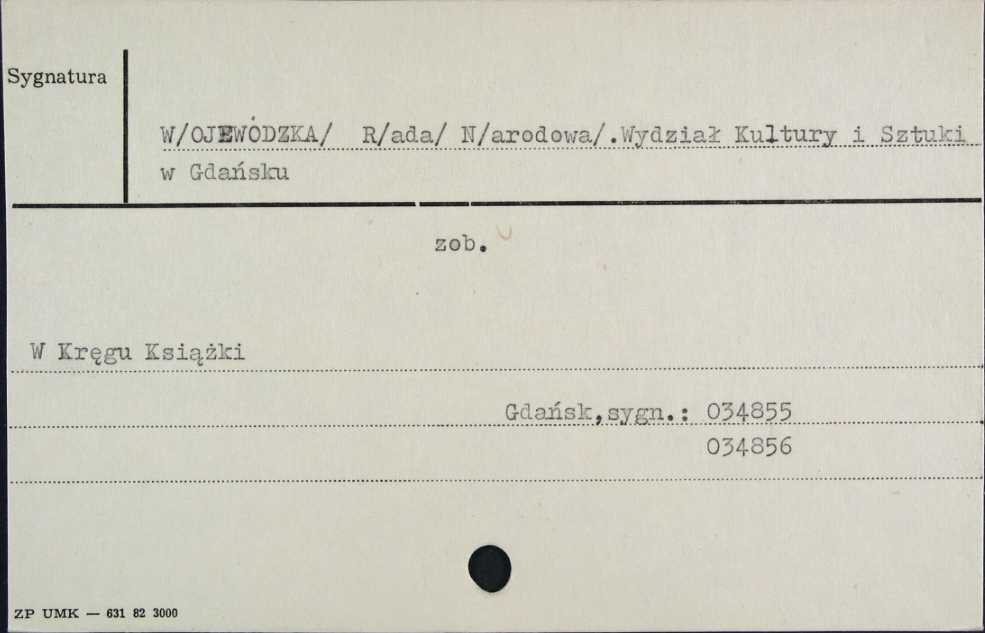 Sygnatura
W/OJEWÓDZKA/ R/ada/ N/arodowa/.Wydział Kultury i Sztuki
w Gdańsku
zob.
W Kręgu Książki
Gdańsk,sygn.: 034855
034856
ZP UMK — 631 82 3000